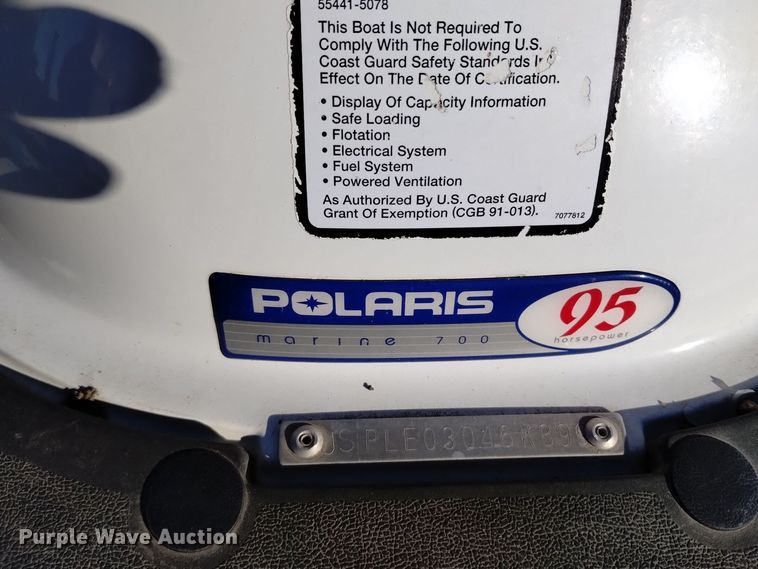 55441-5078
This Boat Is Not Required To
Comply With The Following U.S.
Coast Guard Safety Standards In
Effect On The Date Of Certification.
• Display Of Capacity Information
• Safe Loading
• Flotation
• Electrical System
• Fuel System
• Powered Ventilation
As Authorized By U.S. Coast Guard
Grant Of Exemption (CGB 91-013).
7077812
POLARIS
95
horsepower
marine 700
Purple Wave Auction